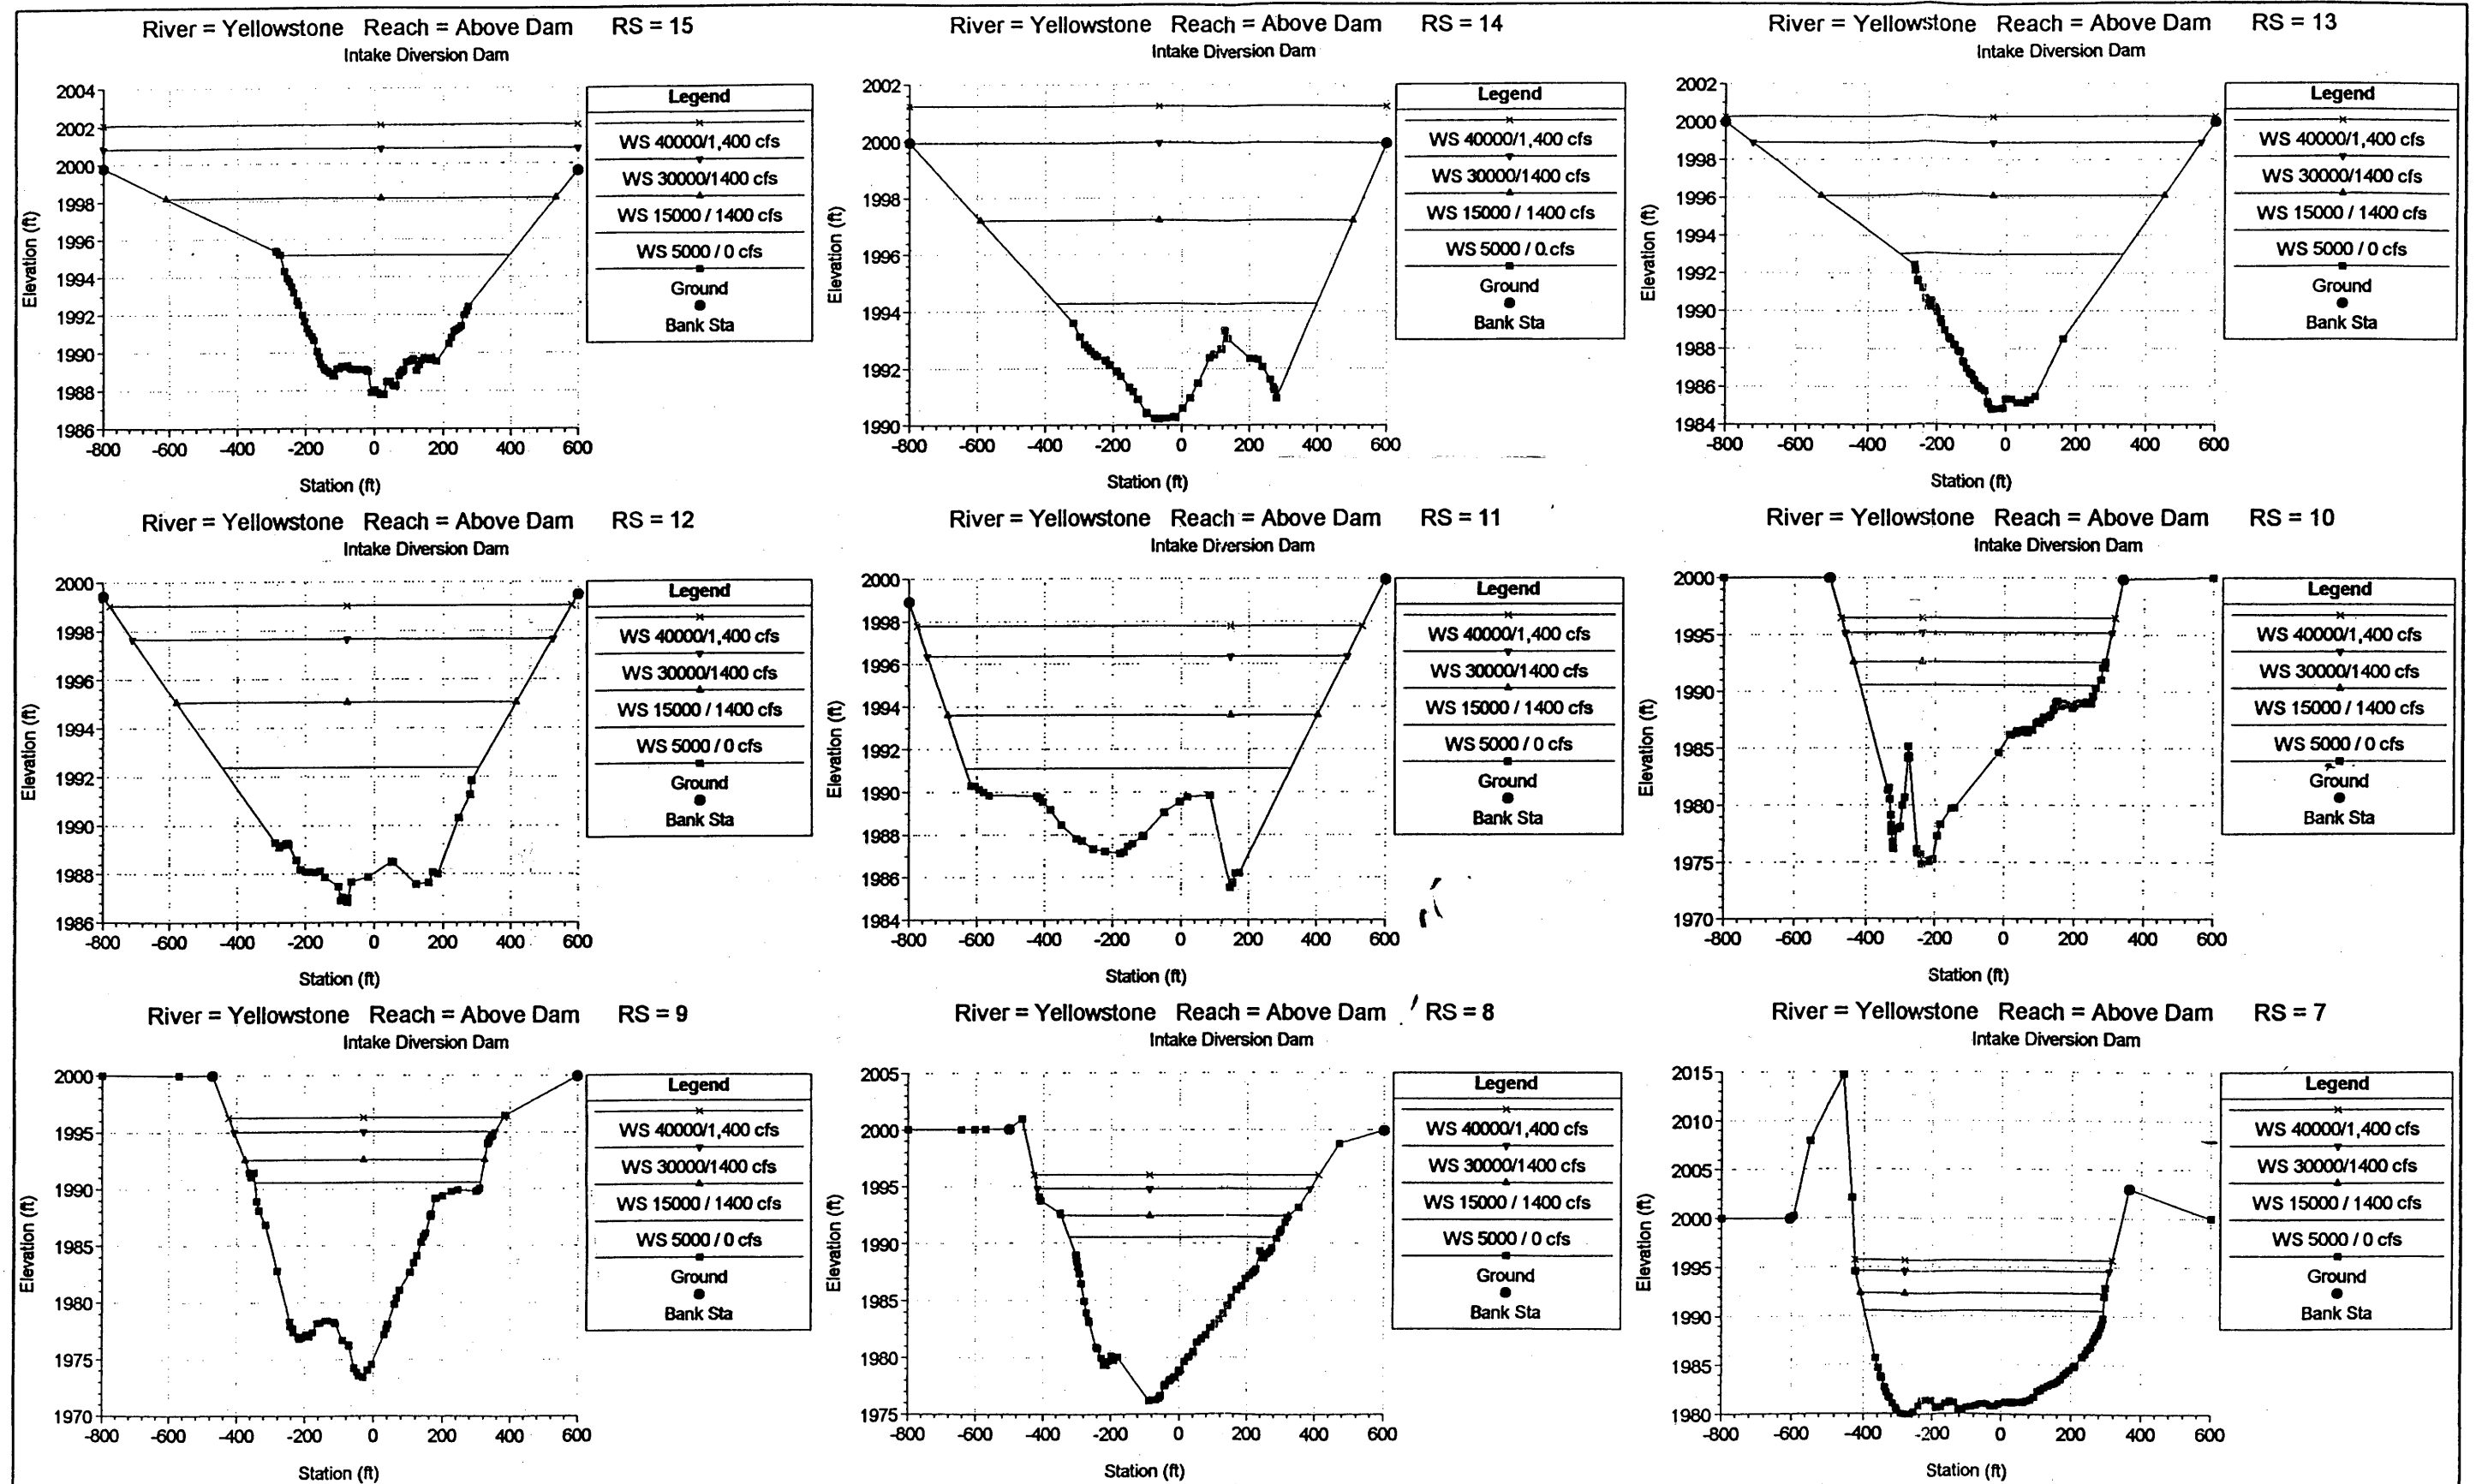 River = Yellowstone Reach = Above Dam RS = 15
Intake Diversion Dam
Elevation (ft)
2004
2002
2000
1998
1996
1994
1992
1990
1988
1986
-800 -600 -400 -200 0 200 400 600
Station (ft)
Legend
WS 40000/1,400 cfs
WS 30000/1400 cfs
WS 15000 / 1400 cfs
WS 5000 / 0 cfs
Ground
Bank Sta
River = Yellowstone Reach = Above Dam RS = 14
Intake Diversion Dam
Elevation (ft)
2002
2000
1998
1996
1994
1992
1990
-800 -600 -400 -200 0 200 400 600
Station (ft)
Legend
WS 40000/1,400 cfs
WS 30000/1400 cfs
WS 15000 / 1400 cfs
WS 5000 / 0 cfs
Ground
Bank Sta
River = Yellowstone Reach = Above Dam RS = 13
Intake Diversion Dam
Elevation (ft)
2002
2000
1998
1996
1994
1992
1990
1988
1986
1984
-800 -600 -400 -200 0 200 400 600
Station (ft)
Legend
WS 40000/1,400 cfs
WS 30000/1400 cfs
WS 15000 / 1400 cfs
WS 5000 / 0 cfs
Ground
Bank Sta
River = Yellowstone Reach = Above Dam RS = 12
Intake Diversion Dam
Elevation (ft)
2000
1998
1996
1994
1992
1990
1988
1986
-800 -600 -400 -200 0 200 400 600
Station (ft)
Legend
WS 40000/1,400 cfs
WS 30000/1400 cfs
WS 15000 / 1400 cfs
WS 5000 / 0 cfs
Ground
Bank Sta
River = Yellowstone Reach = Above Dam RS = 11
Intake Diversion Dam
Elevation (ft)
2000
1998
1996
1994
1992
1990
1988
1986
1984
-800 -600 -400 -200 0 200 400 600
Station (ft)
Legend
WS 40000/1,400 cfs
WS 30000/1400 cfs
WS 15000 / 1400 cfs
WS 5000 / 0 cfs
Ground
Bank Sta
River = Yellowstone Reach = Above Dam RS = 10
Intake Diversion Dam
Elevation (ft)
2000
1995
1990
1985
1980
1975
1970
-800 -600 -400 -200 0 200 400 600
Station (ft)
Legend
WS 40000/1,400 cfs
WS 30000/1400 cfs
WS 15000 / 1400 cfs
WS 5000 / 0 cfs
Ground
Bank Sta
River = Yellowstone Reach = Above Dam RS = 9
Intake Diversion Dam
Elevation (ft)
2000
1995
1990
1985
1980
1975
1970
-800 -600 -400 -200 0 200 400 600
Station (ft)
Legend
WS 40000/1,400 cfs
WS 30000/1400 cfs
WS 15000 / 1400 cfs
WS 5000 / 0 cfs
Ground
Bank Sta
River = Yellowstone Reach = Above Dam RS = 8
Intake Diversion Dam
Elevation (ft)
2005
2000
1995
1990
1985
1980
1975
-800 -600 -400 -200 0 200 400 600
Station (ft)
Legend
WS 40000/1,400 cfs
WS 30000/1400 cfs
WS 15000 / 1400 cfs
WS 5000 / 0 cfs
Ground
Bank Sta
River = Yellowstone Reach = Above Dam RS = 7
Intake Diversion Dam
Elevation (ft)
2015
2010
2005
2000
1995
1990
1985
1980
-800 -600 -400 -200 0 200 400 600
Station (ft)
Legend
WS 40000/1,400 cfs
WS 30000/1400 cfs
WS 15000 / 1400 cfs
WS 5000 / 0 cfs
Ground
Bank Sta